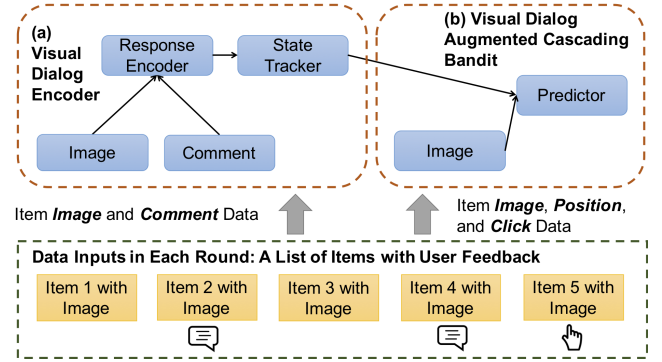 (a)
Visual
Dialog
Encoder
Response
Encoder
State
Tracker
Image
Comment
(b) Visual Dialog
Augmented Cascading
Bandit
Predictor
Image
Item Image and Comment Data
Item Image, Position,
and Click Data
Data Inputs in Each Round: A List of Items with User Feedback
Item 1 with
Image
Item 2 with
Image
Item 3 with
Image
Item 4 with
Image
Item 5 with
Image